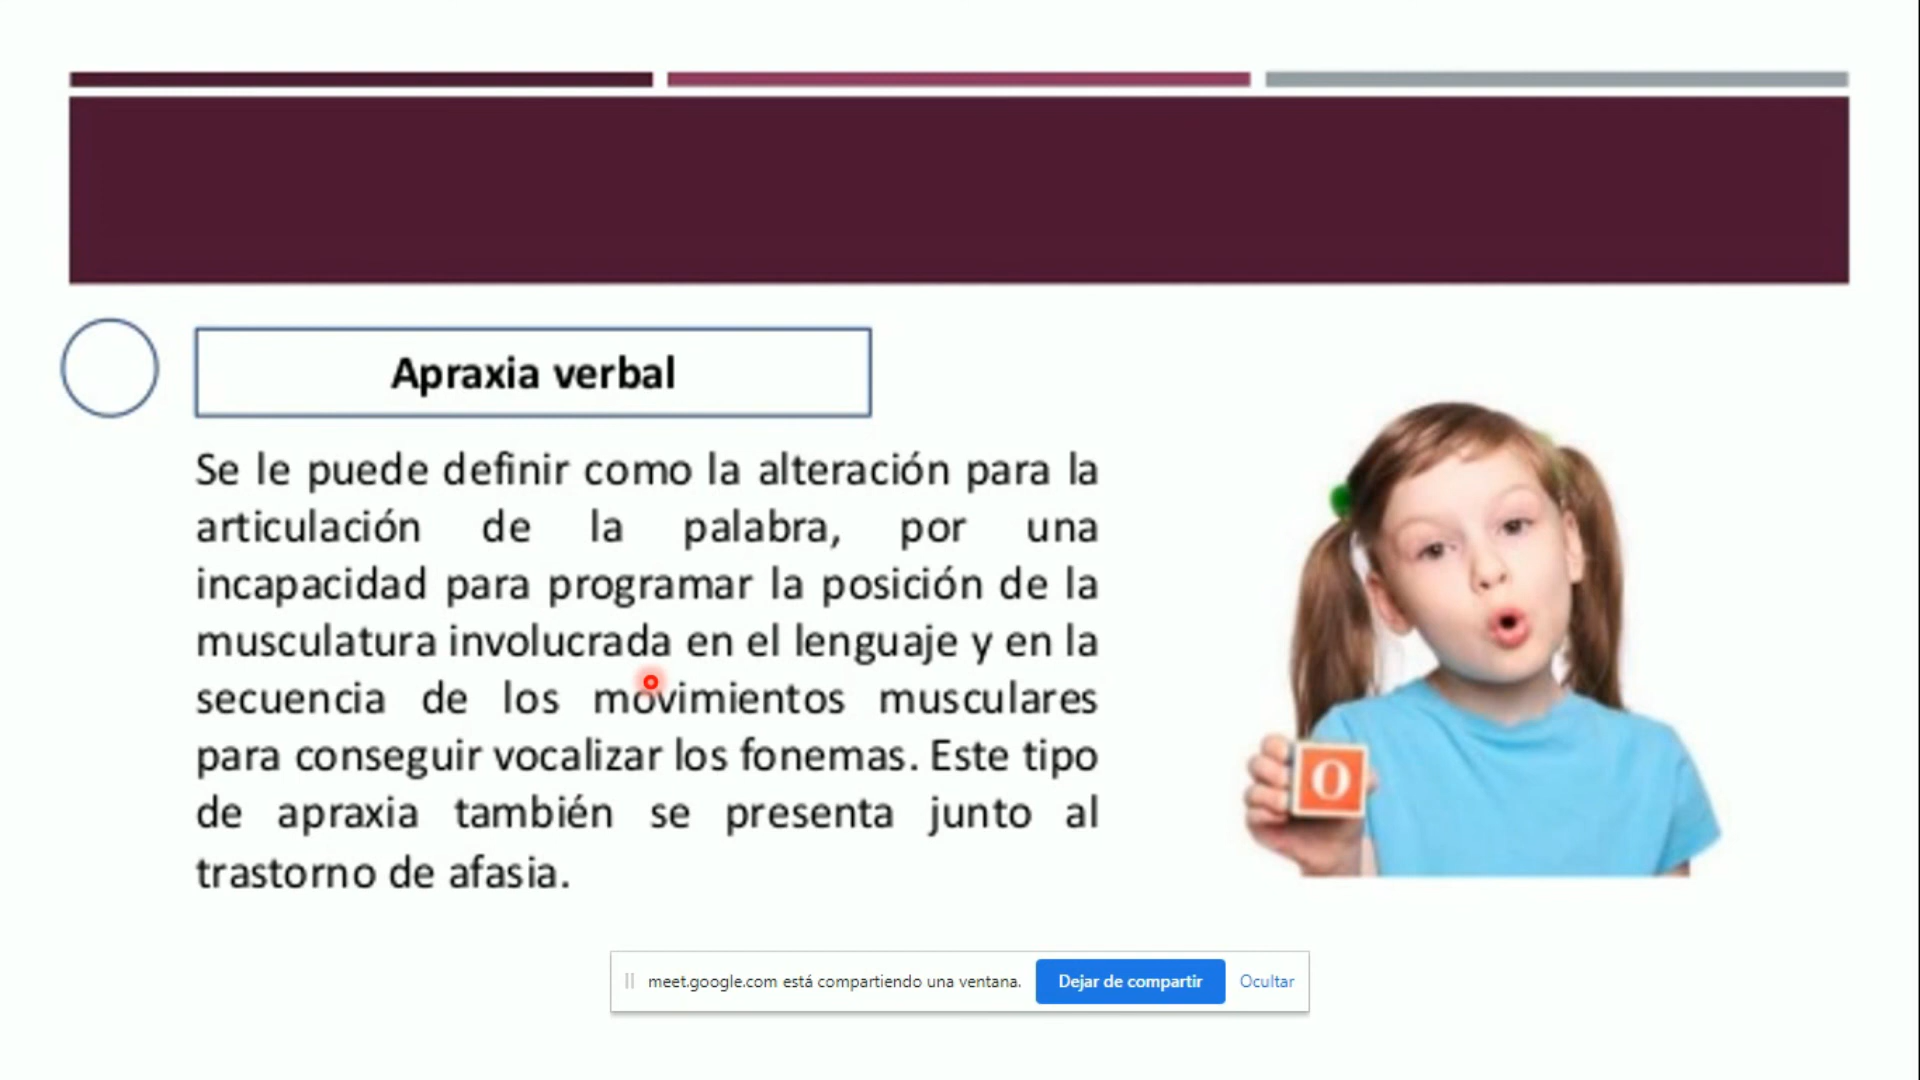 Apraxia verbal
Se le puede definir como la alteración para la
articulación de la palabra, por una
incapacidad para programar la posición de la
musculatura involucrada en el lenguaje y en la
secuencia de los movimientos musculares
para conseguir vocalizar los fonemas. Este tipo
de apraxia también se presenta junto al
trastorno de afasia.
O
meet.google.com está compartiendo una ventana. Dejar de compartir Ocultar